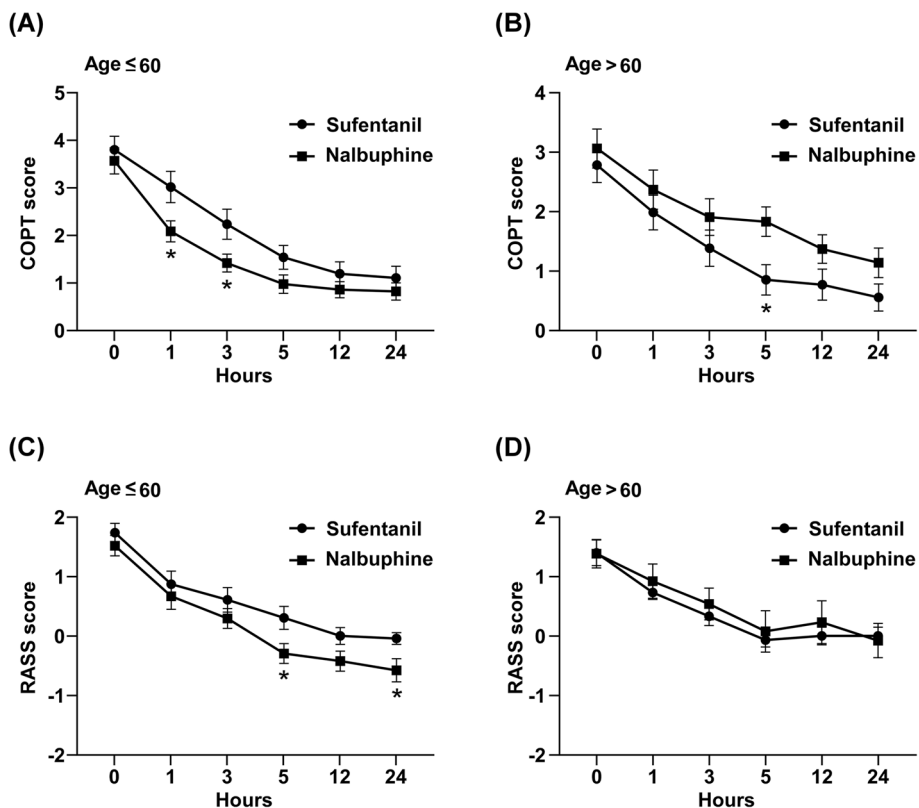 (A)
Age ≤ 60
5
4
3
2
1
0
COPT score
Sufentanil
Nalbuphine
*
*
0 1 3 5 12 24
Hours
(B)
Age > 60
4
3
2
1
0
COPT score
Sufentanil
Nalbuphine
*
0 1 3 5 12 24
Hours
(C)
Age ≤ 60
2
1
0
-1
-2
RASS score
Sufentanil
Nalbuphine
*
*
0 1 3 5 12 24
Hours
(D)
Age > 60
2
1
0
-1
-2
RASS score
Sufentanil
Nalbuphine
0 1 3 5 12 24
Hours